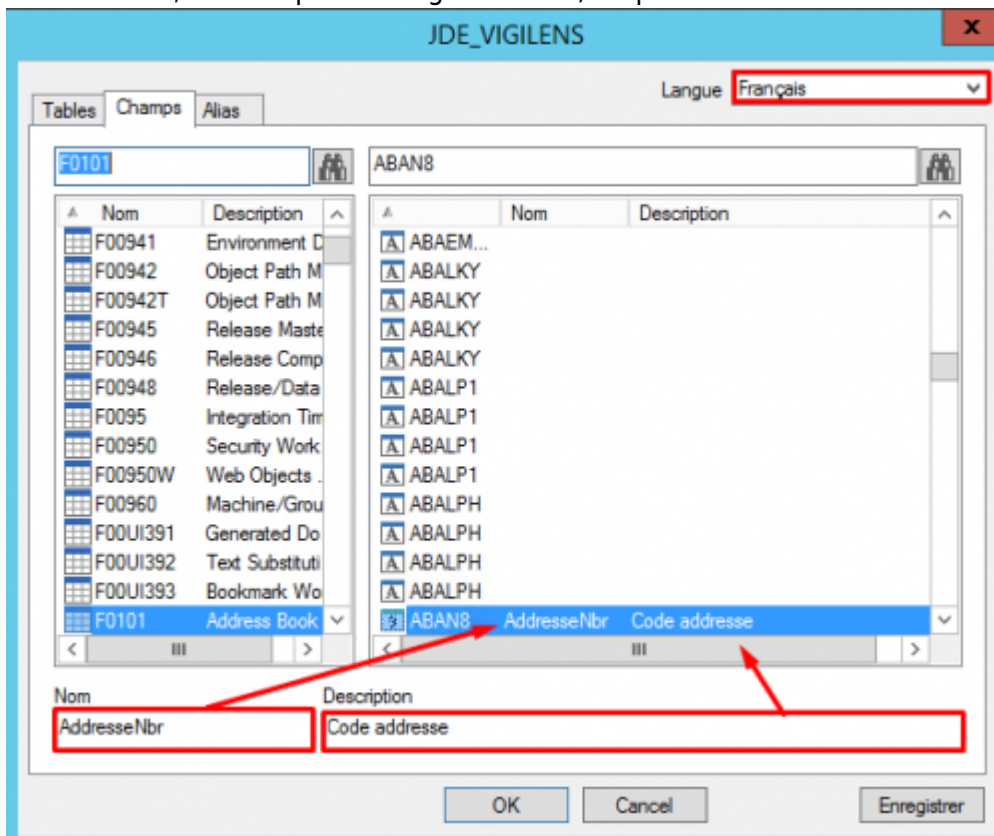 JDE_VIGILENS
x
Langue Français
Tables Champs Alias
F0101 ABAN8
Nom Description Nom Description
F00941 Environment D ABAEM...
F00942 Object Path M ABALKY
F00942T Object Path M ABALKY
F00945 Release Maste ABALKY
F00946 Release Comp ABALKY
F00948 Release/Data ABALP1
F0095 Integration Tim ABALP1
F00950 Security Work ABALP1
F00950W Web Objects . ABALP1
F00960 Machine/Grou ABALPH
F00UI391 Generated Do ABALPH
F00UI392 Text Substituti ABALPH
F00UI393 Bookmark Wo ABALPH
F0101 Address Book ABAN8 AddresseNbr Code addresse
Nom Description
AddresseNbr Code addresse
OK Cancel Enregistrer